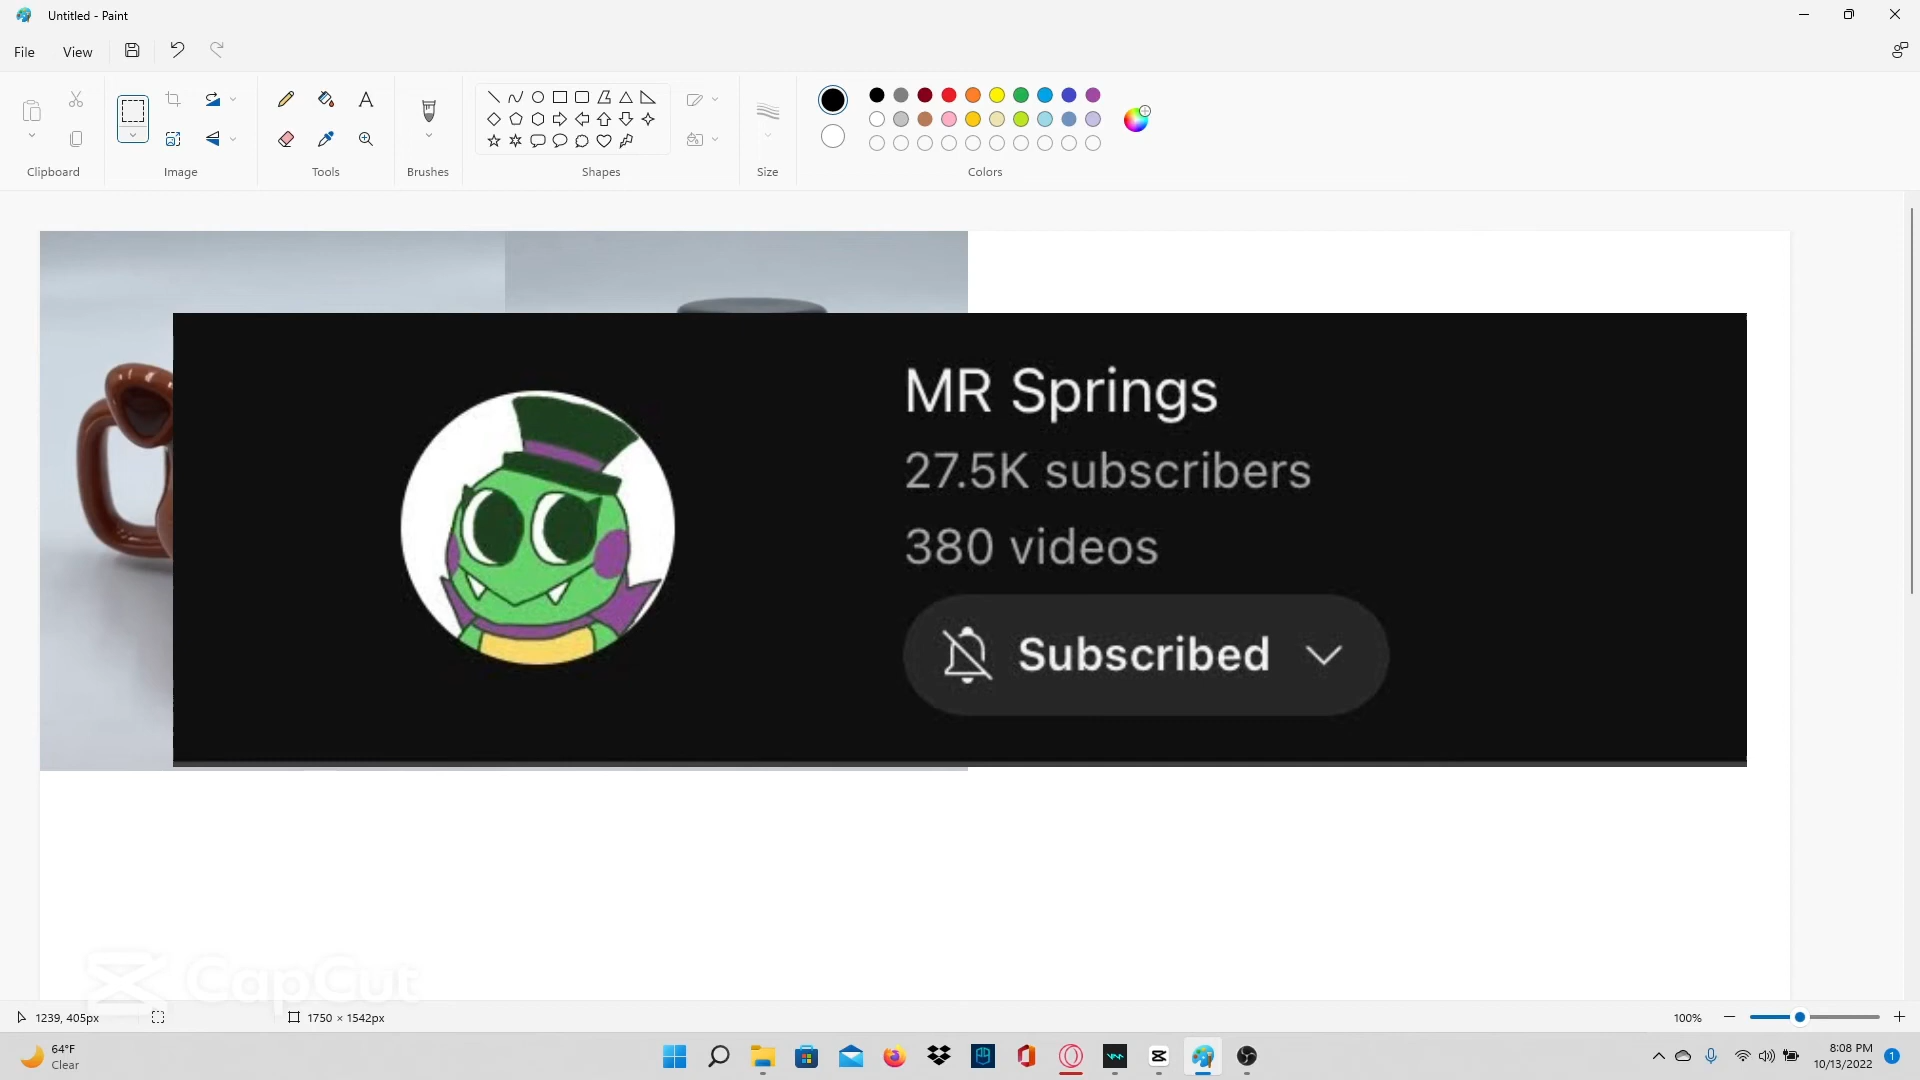 Untitled - Paint
File
View
Clipboard
Image
Tools
Brushes
Shapes
Size
Colors
MR Springs
27.5K subscribers
380 videos
Subscribed
CapCut
1239, 405px
1750 × 1542px
100%
64°F
Clear
8:08 PM
10/13/2022
1